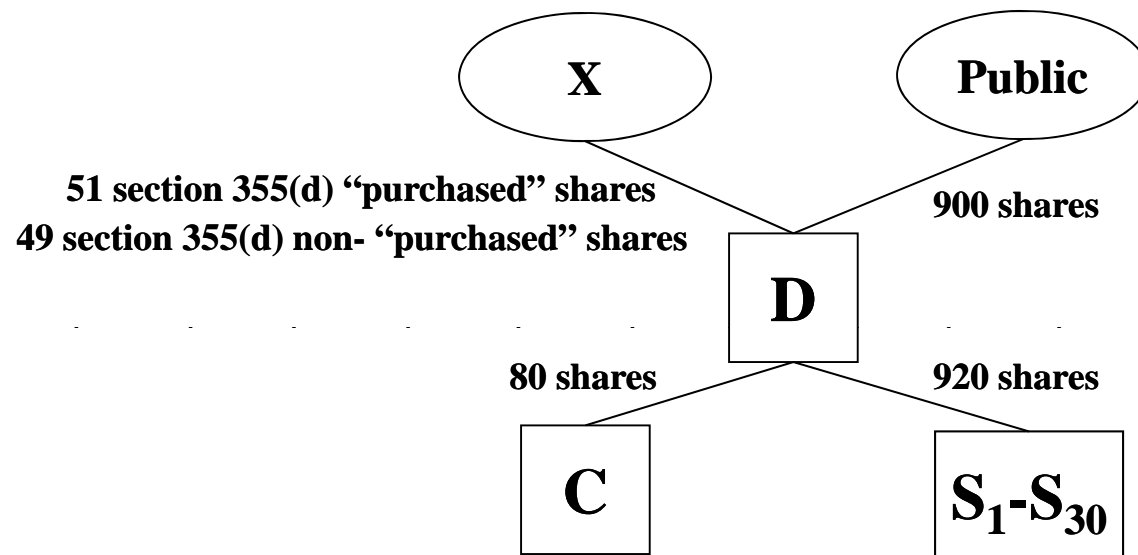 X
Public
51 section 355(d) “purchased” shares
49 section 355(d) non- “purchased” shares
900 shares
D
80 shares
920 shares
C
S1-S30